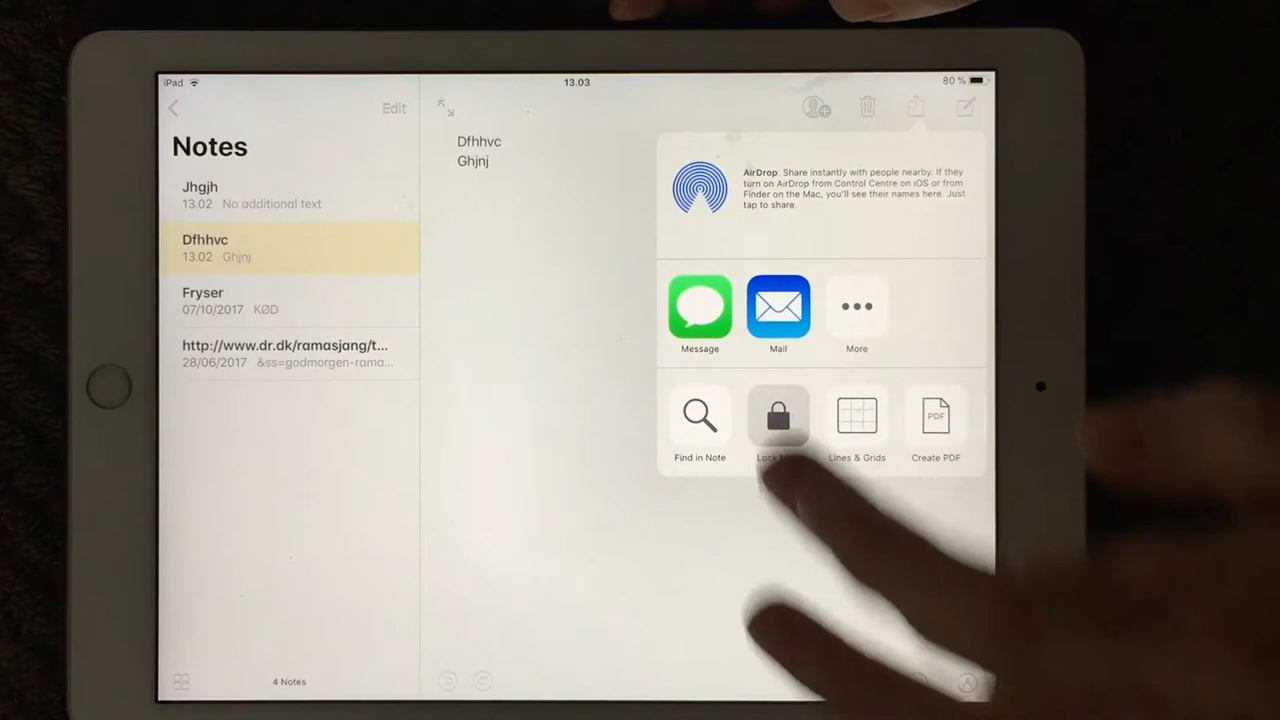 iPad
13.03
80 %
Edit
Notes
Jhgjh
13.02 No additional text
Dfhhvc
13.02 Ghjnj
Fryser
07/10/2017 KØD
http://www.dr.dk/ramasjang/t...
28/06/2017 &ss=godmorgen-rama...
4 Notes
Dfhhvc
Ghjnj
AirDrop. Share instantly with people nearby. If they
turn on AirDrop from Control Centre on iOS or from
Finder on the Mac, you'll see their names here. Just
tap to share.
Message
Mail
More
Find in Note
Lock
Lines & Grids
PDF
Create PDF